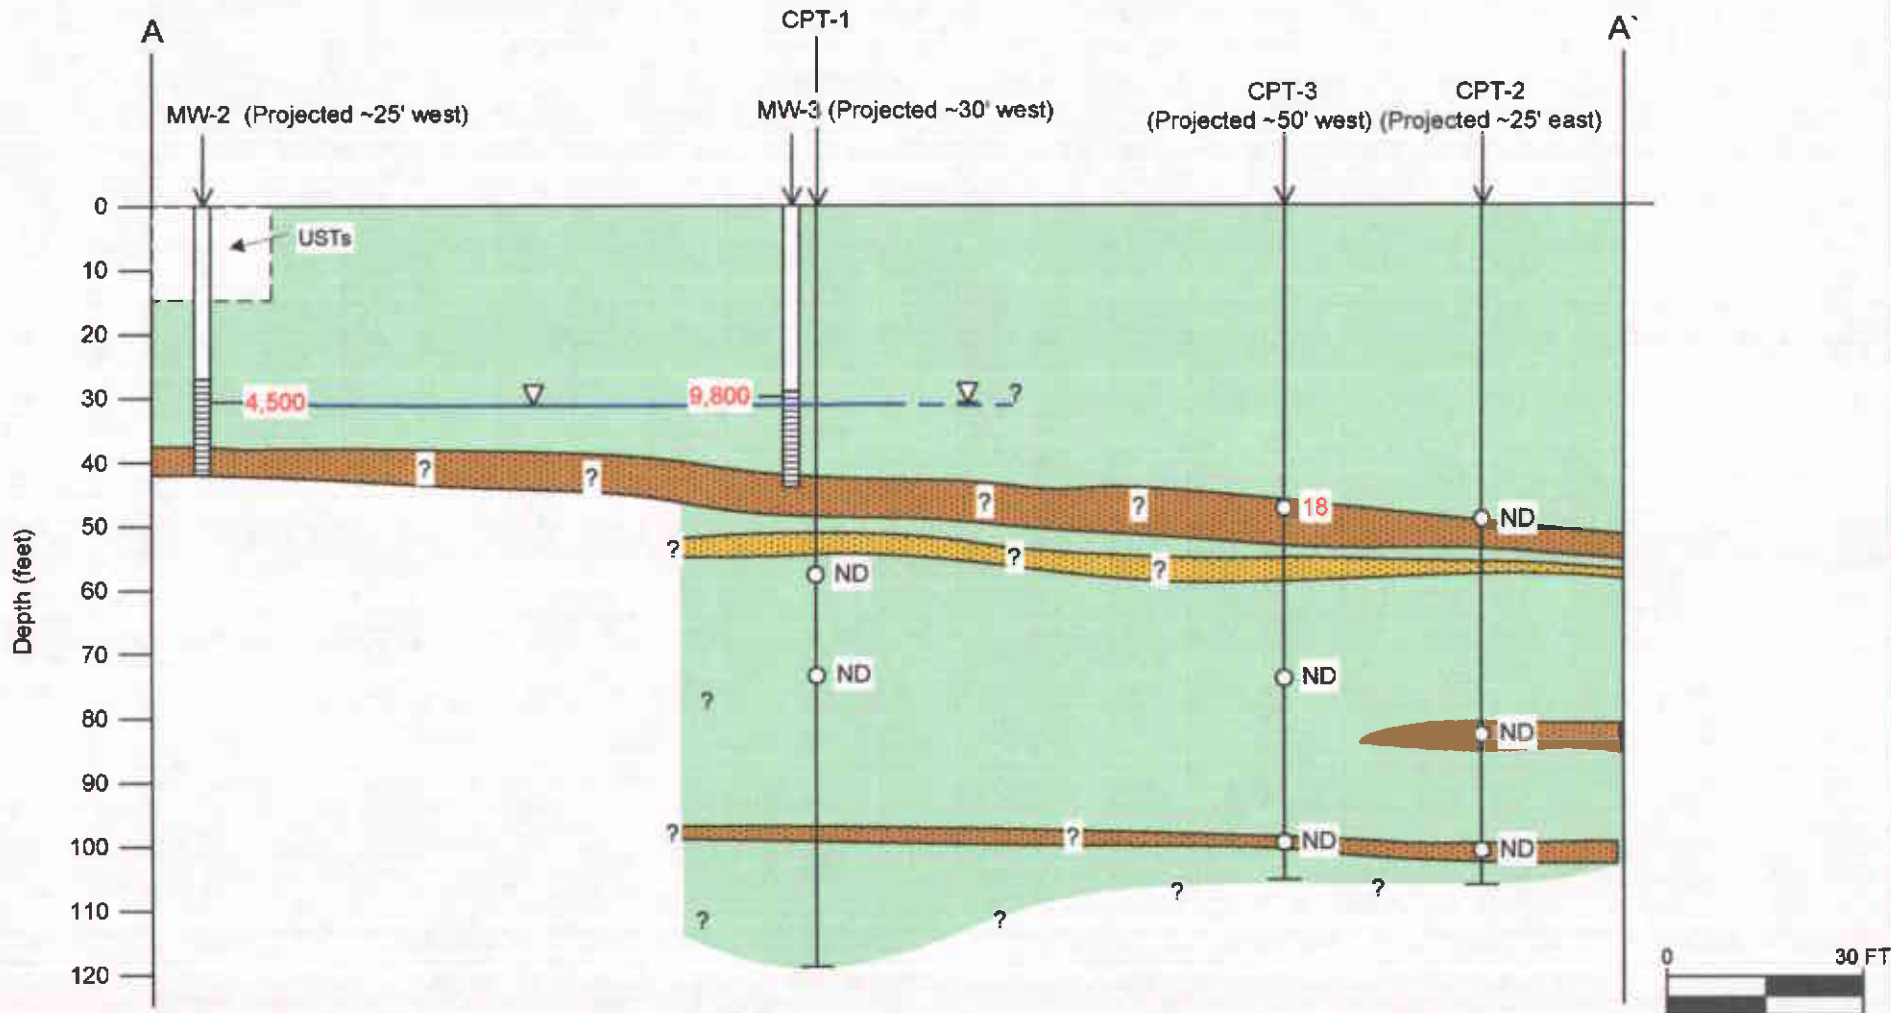 A
CPT-1
A`
MW-2 (Projected ~25' west)
MW-3 (Projected ~30' west)
CPT-3
(Projected ~50' west)
CPT-2
(Projected ~25' east)
0
USTs
10
20
30
4,500
9,800
?
40
?
?
?
?
18
ND
50
?
?
?
ND
60
70
ND
ND
?
80
ND
90
?
?
ND
ND
100
?
?
110
?
?
120
Depth (feet)
0
30 FT